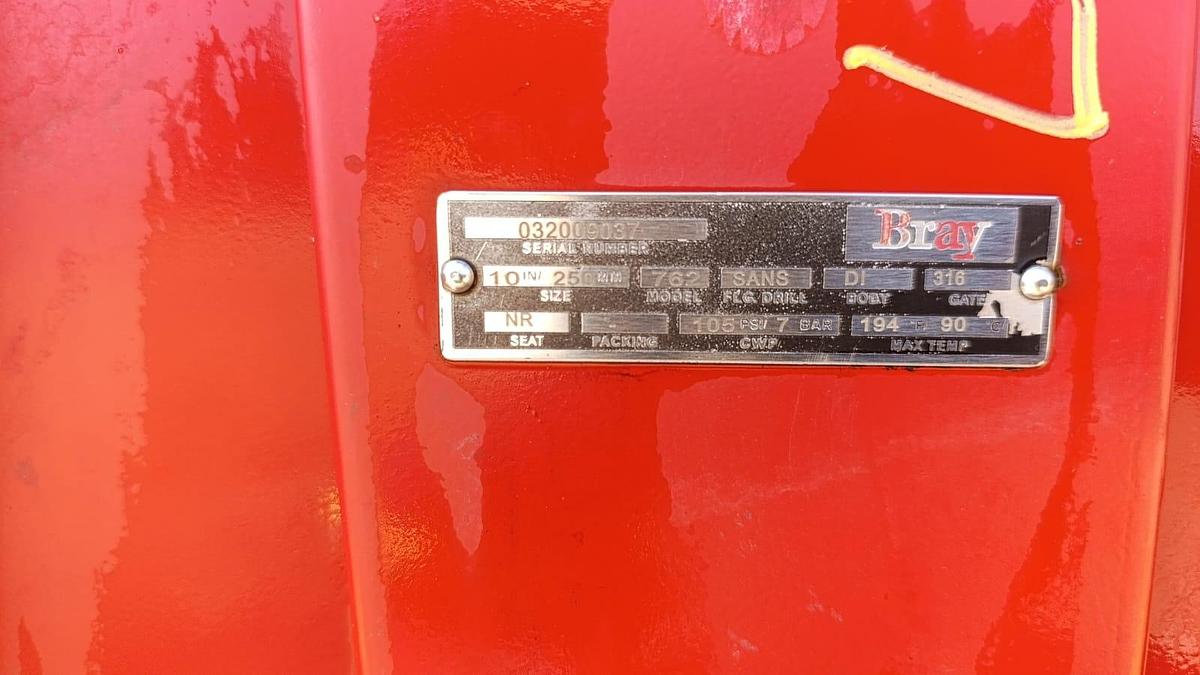 Bray
032009037
SERIAL NUMBER
10 IN/ 250 MM 762 SANS DI 316
SIZE MODEL FLG. DRILL BODY GATE
NR - 105 PSI/ 7 BAR 194 °F/ 90 °C
SEAT PACKING CWP MAX TEMP